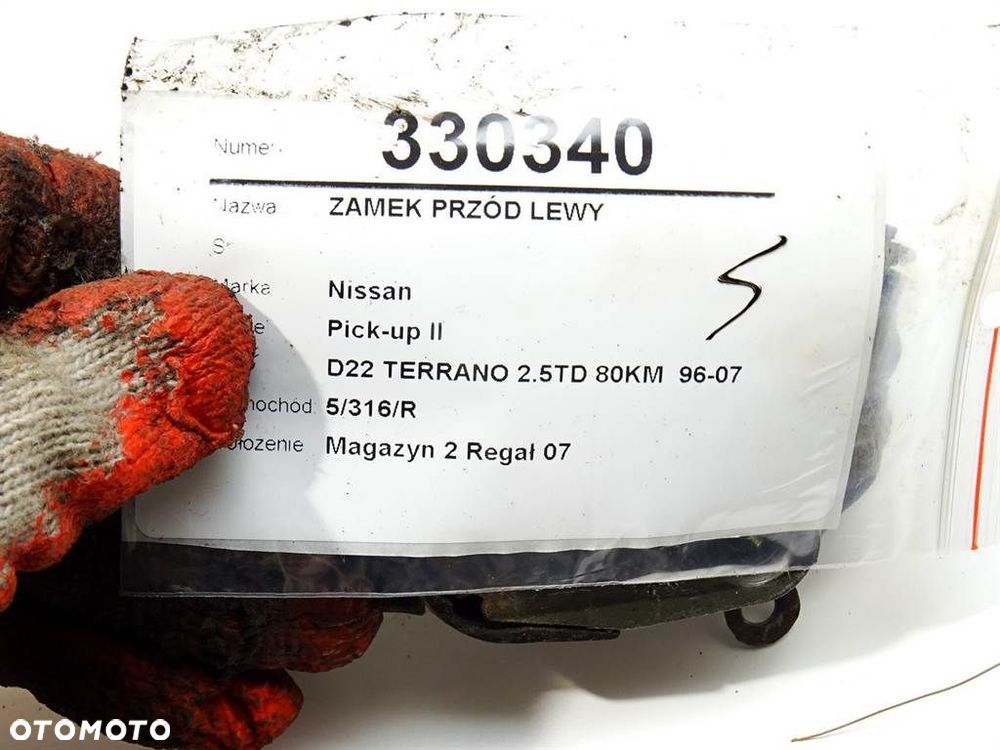 Numer 330340
Nazwa ZAMEK PRZÓD LEWY
Marka Nissan
Pick-up II
D22 TERRANO 2.5TD 80KM 96-07
5/316/R
Magazyn 2 Regał 07
OTOMOTO